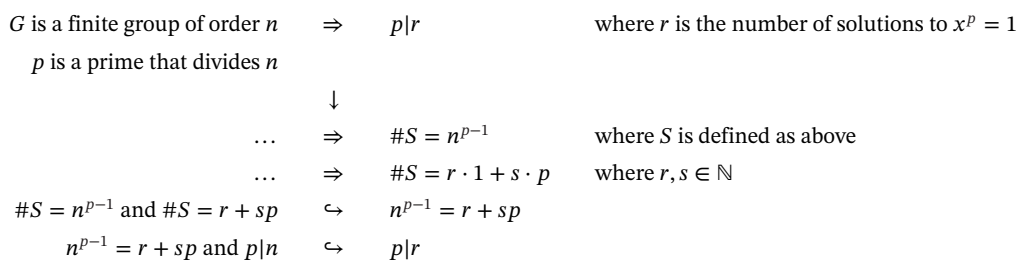 G is a finite group of order n ⇒ p|r where r is the number of solutions to x^p = 1
p is a prime that divides n
↓
… ⇒ #S = n^{p−1} where S is defined as above
… ⇒ #S = r · 1 + s · p where r, s ∈ ℕ
#S = n^{p−1} and #S = r + sp ↪ n^{p−1} = r + sp
n^{p−1} = r + sp and p|n ↪ p|r